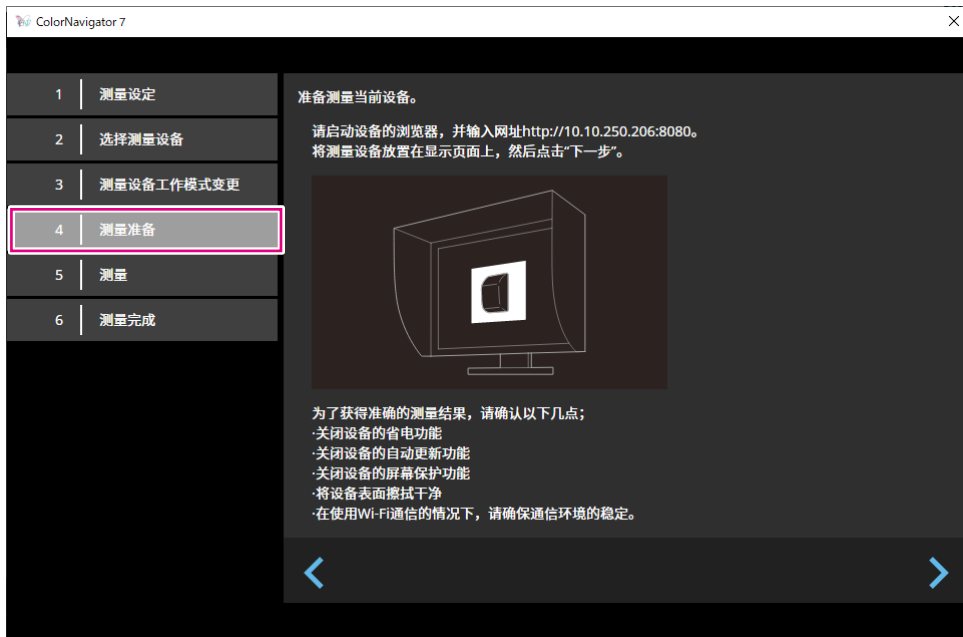 ColorNavigator 7
1 测量设定
2 选择测量设备
3 测量设备工作模式变更
4 测量准备
5 测量
6 测量完成
准备测量当前设备。
请启动设备的浏览器，并输入网址http://10.10.250.206:8080。
将测量设备放置在显示页面上，然后点击“下一步”。
为了获得准确的测量结果，请确认以下几点；
·关闭设备的省电功能
·关闭设备的自动更新功能
·关闭设备的屏幕保护功能
·将设备表面擦拭干净
·在使用Wi-Fi通信的情况下，请确保通信环境的稳定。